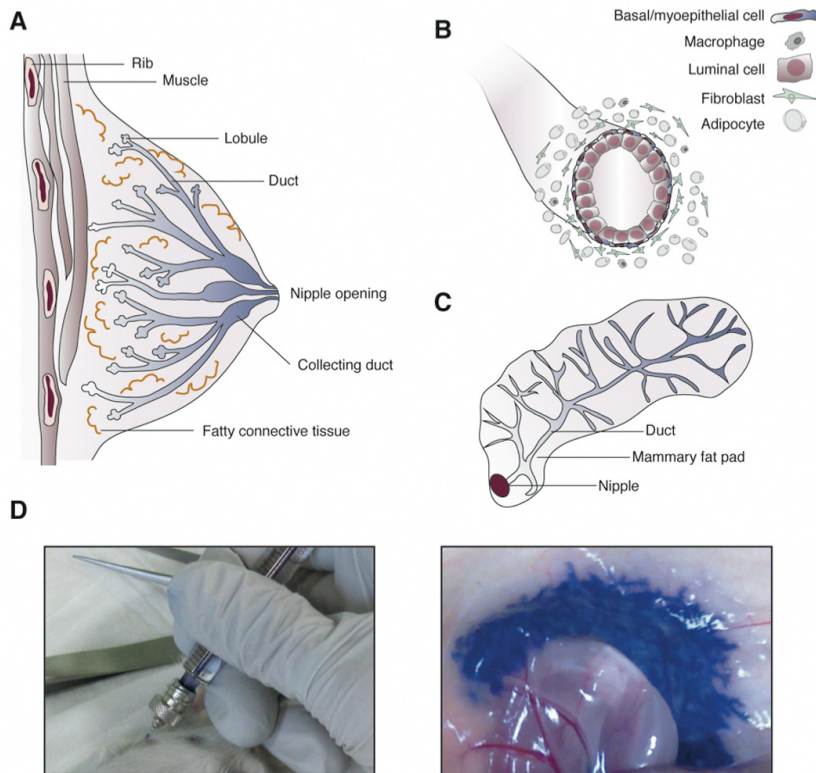 A
Rib
Muscle
Lobule
Duct
Nipple opening
Collecting duct
Fatty connective tissue
B
Basal/myoepithelial cell
Macrophage
Luminal cell
Fibroblast
Adipocyte
C
Duct
Mammary fat pad
Nipple
D